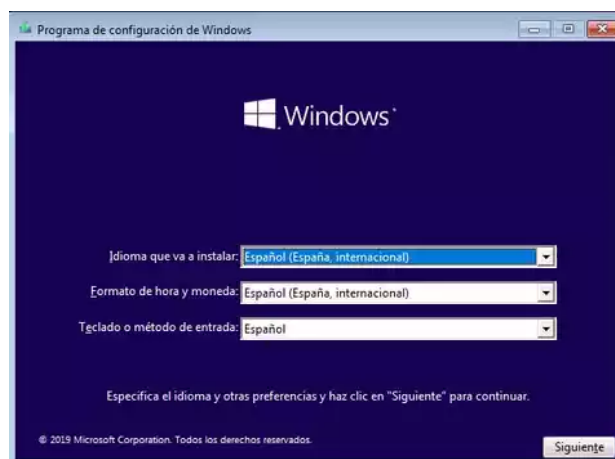 Programa de configuración de Windows
Windows
Idioma que va a instalar: Español (España, internacional)
Formato de hora y moneda: Español (España, internacional)
Teclado o método de entrada: Español
Especifica el idioma y otras preferencias y haz clic en "Siguiente" para continuar.
© 2019 Microsoft Corporation. Todos los derechos reservados.
Siguiente